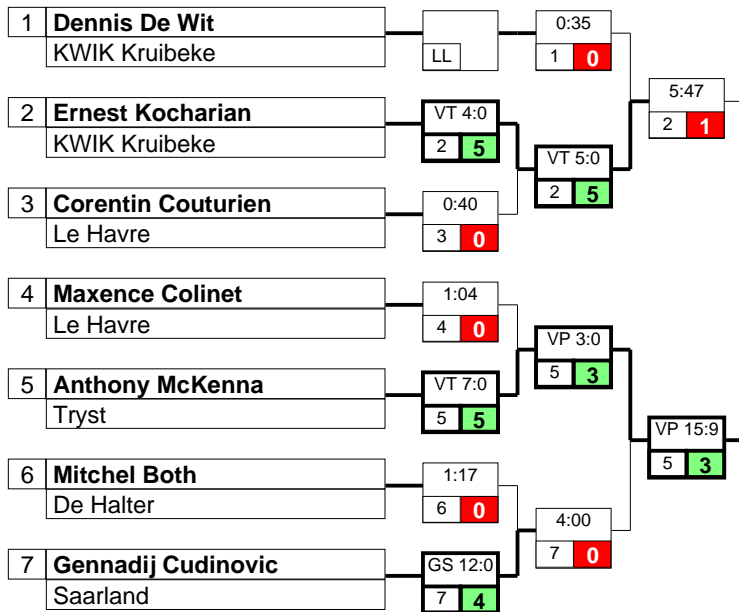 1 Dennis De Wit
KWIK Kruibeke
LL
0:35
1 0
2 Ernest Kocharian
KWIK Kruibeke
VT 4:0
2 5
VT 5:0
2 5
5:47
2 1
3 Corentin Couturien
Le Havre
0:40
3 0
4 Maxence Colinet
Le Havre
1:04
4 0
VP 3:0
5 3
5 Anthony McKenna
Tryst
VT 7:0
5 5
VP 15:9
5 3
6 Mitchel Both
De Halter
1:17
6 0
4:00
7 0
7 Gennadij Cudinovic
Saarland
GS 12:0
7 4